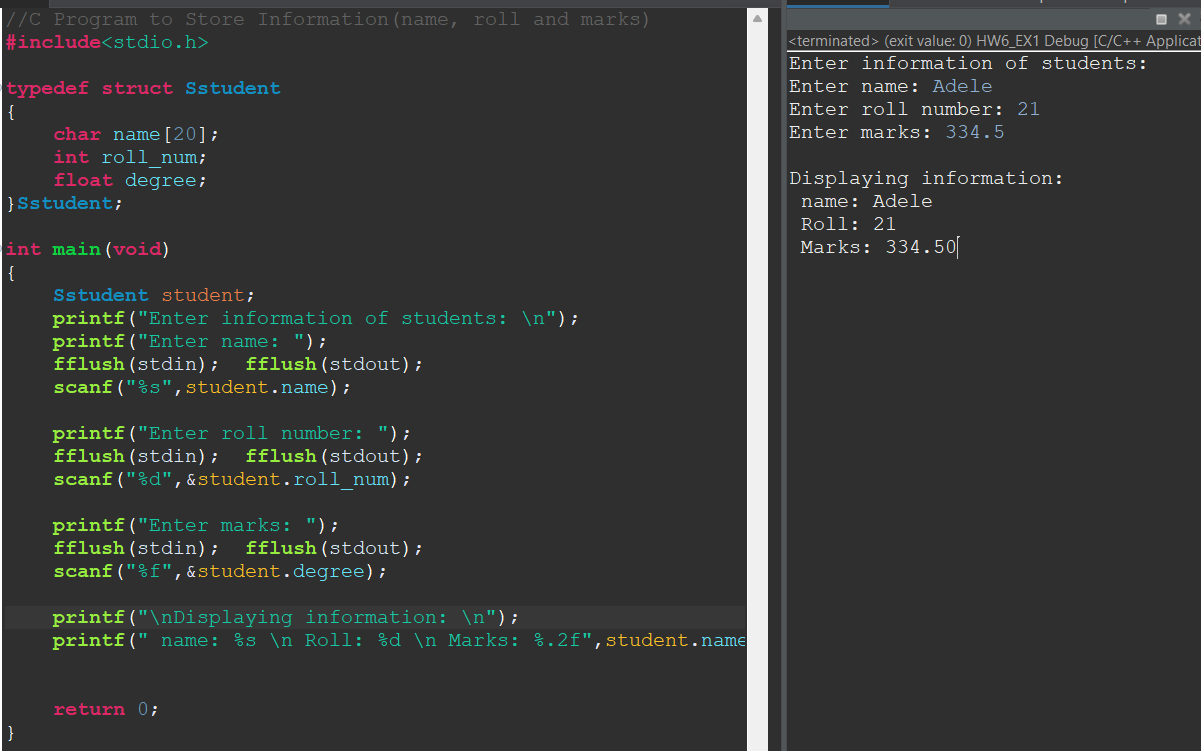 //C Program to Store Information(name, roll and marks)
#include<stdio.h>
typedef struct Sstudent
{
char name[20];
int roll_num;
float degree;
}Sstudent;
int main(void)
{
Sstudent student;
printf("Enter information of students: \n");
printf("Enter name: ");
fflush(stdin);  fflush(stdout);
scanf("%s",student.name);
printf("Enter roll number: ");
fflush(stdin);  fflush(stdout);
scanf("%d",&student.roll_num);
printf("Enter marks: ");
fflush(stdin);  fflush(stdout);
scanf("%f",&student.degree);
printf("\nDisplaying information: \n");
printf(" name: %s \n Roll: %d \n Marks: %.2f",student.name
return 0;
}
<terminated> (exit value: 0) HW6_EX1 Debug [C/C++ Applicat
Enter information of students:
Enter name: Adele
Enter roll number: 21
Enter marks: 334.5
Displaying information:
name: Adele
Roll: 21
Marks: 334.50